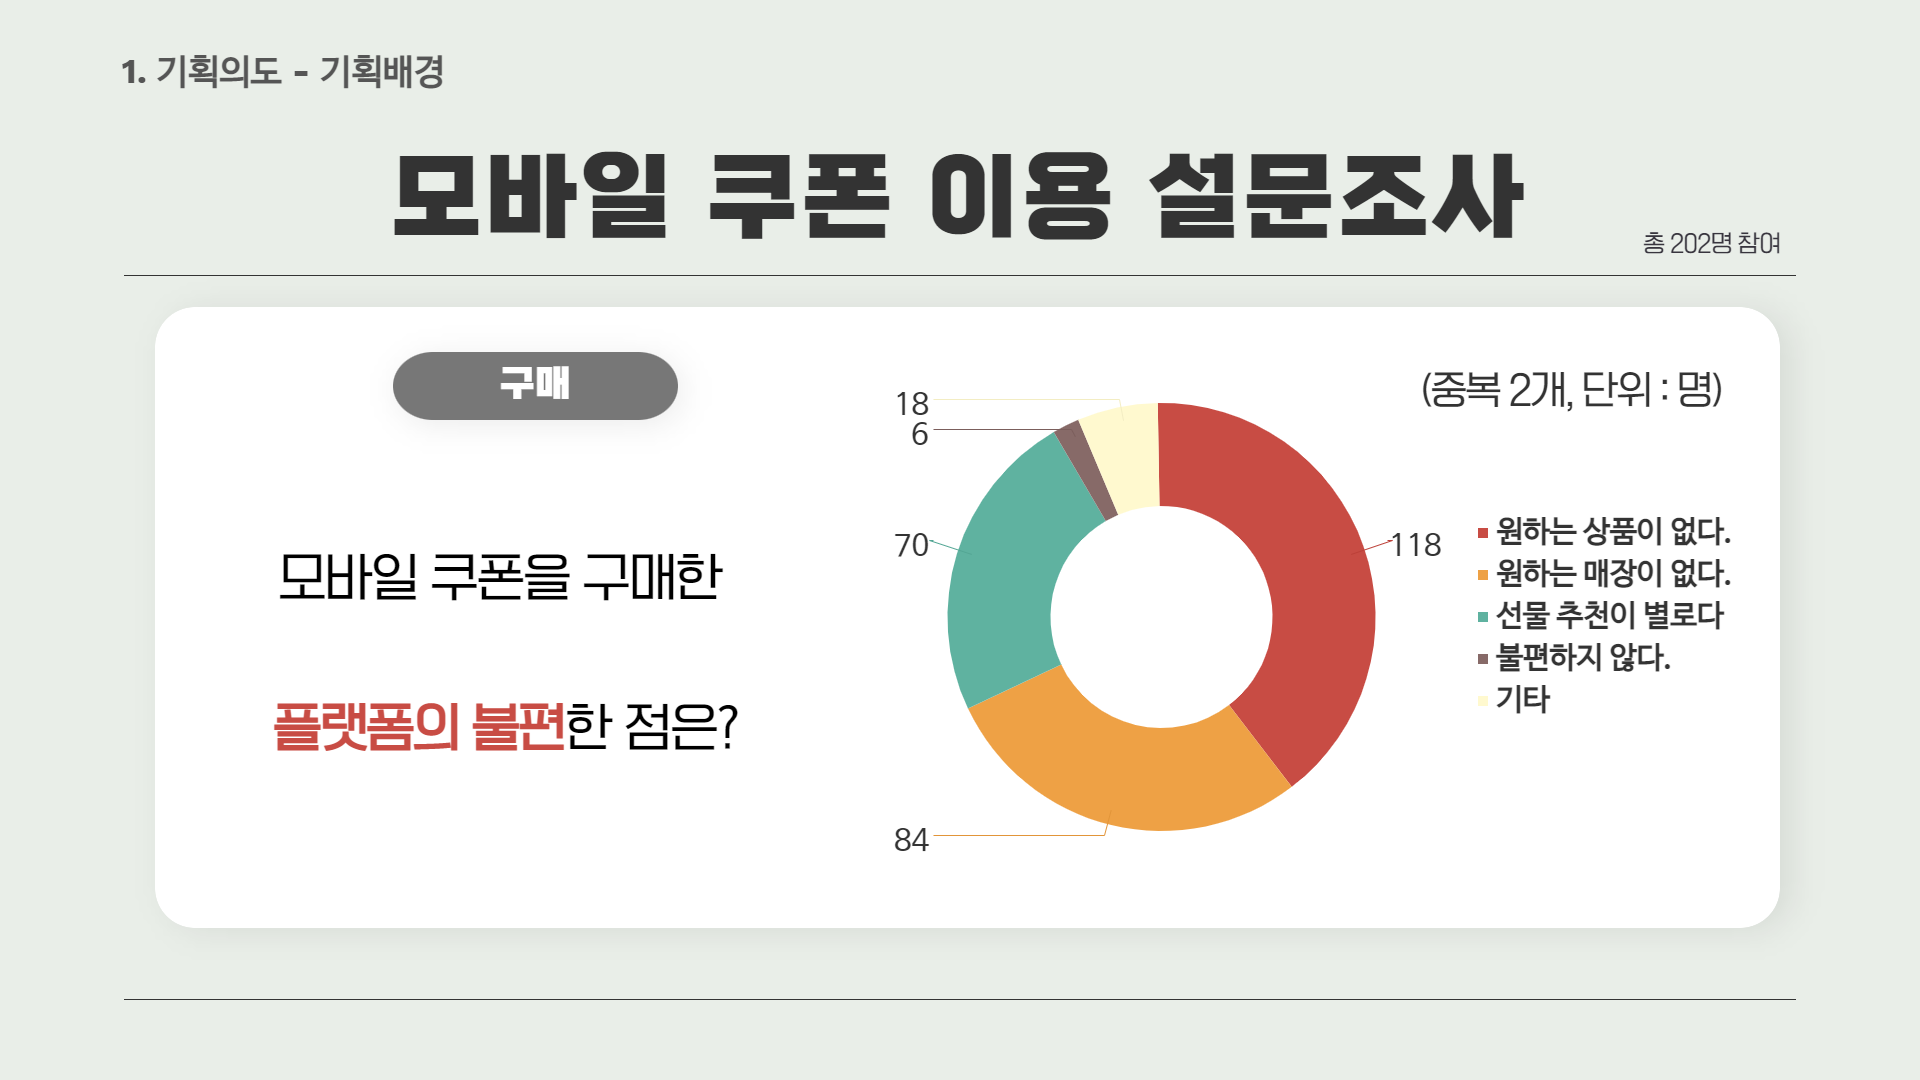 1. 기획의도 - 기획배경
모바일 쿠폰 이용 설문조사
총 202명 참여
구매
모바일 쿠폰을 구매한
플랫폼의 불편한 점은?
(중복 2개, 단위 : 명)
18
6
70
84
118
원하는 상품이 없다.
원하는 매장이 없다.
선물 추천이 별로다
불편하지 않다.
기타